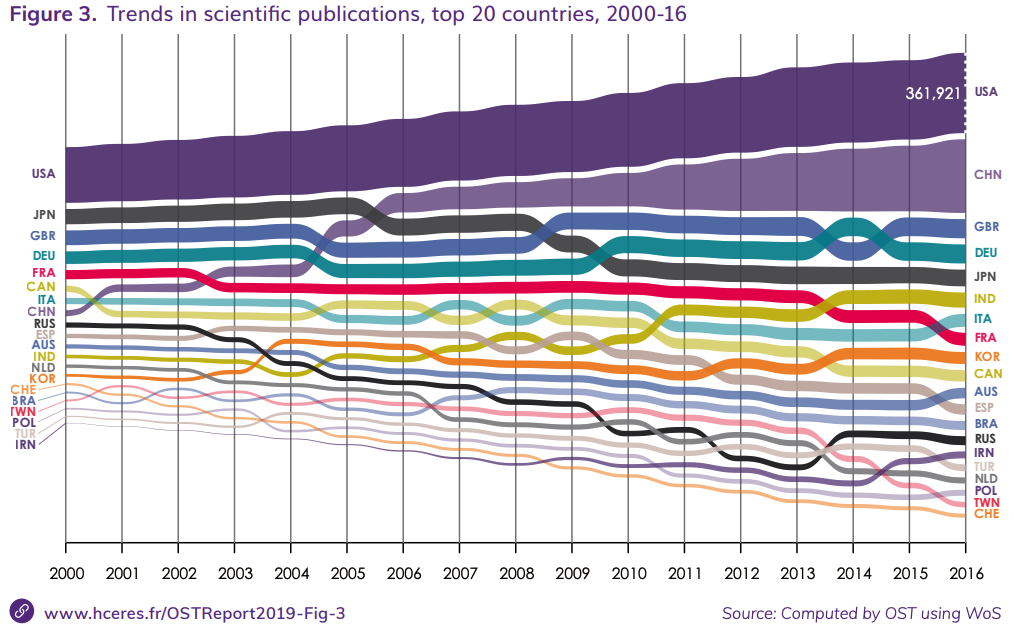 Figure 3. Trends in scientific publications, top 20 countries, 2000-16
USA
JPN
GBR
DEU
FRA
CAN
ITA
CHN
RUS
ESP
AUS
IND
NLD
KOR
CHE
BRA
TWN
POL
TUR
IRN
361,921
USA
CHN
GBR
DEU
JPN
IND
ITA
FRA
KOR
CAN
AUS
ESP
BRA
RUS
IRN
TUR
NLD
POL
TWN
CHE
2000 2001 2002 2003 2004 2005 2006 2007 2008 2009 2010 2011 2012 2013 2014 2015 2016
www.hceres.fr/OSTReport2019-Fig-3
Source: Computed by OST using WoS